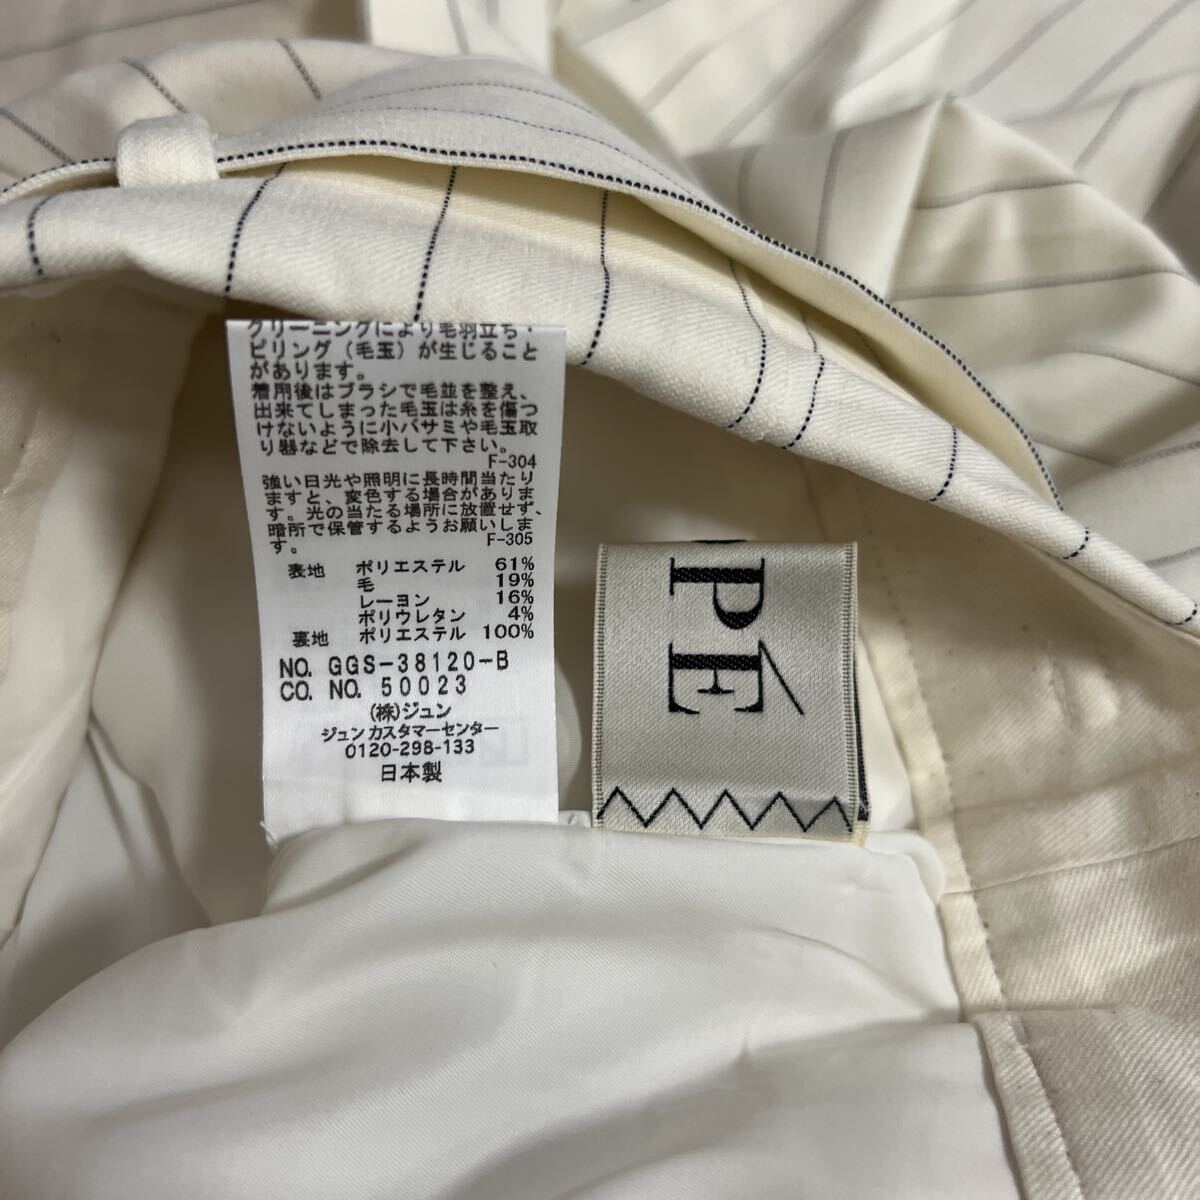 クリーニングにより毛羽立ち・
ピリング(毛玉)が生じること
があります。
着用後はブラシで毛並を整え、
出来てしまった毛玉は糸を傷つ
けないように小バサミや毛玉取
り器などで除去して下さい。
F-304
強い日光や照明に長時間当たり
ますと、変色する場合がありま
す。光の当たる場所に放置せず、
暗所で保管するようお願いしま
す。 F-305
表地 ポリエステル 61%
毛 19%
レーヨン 16%
ポリウレタン 4%
裏地 ポリエステル 100%
NO. GGS-38120-B
CO. NO. 50023
(株)ジュン
ジュンカスタマーセンター
0120-298-133
日本製
PÉ